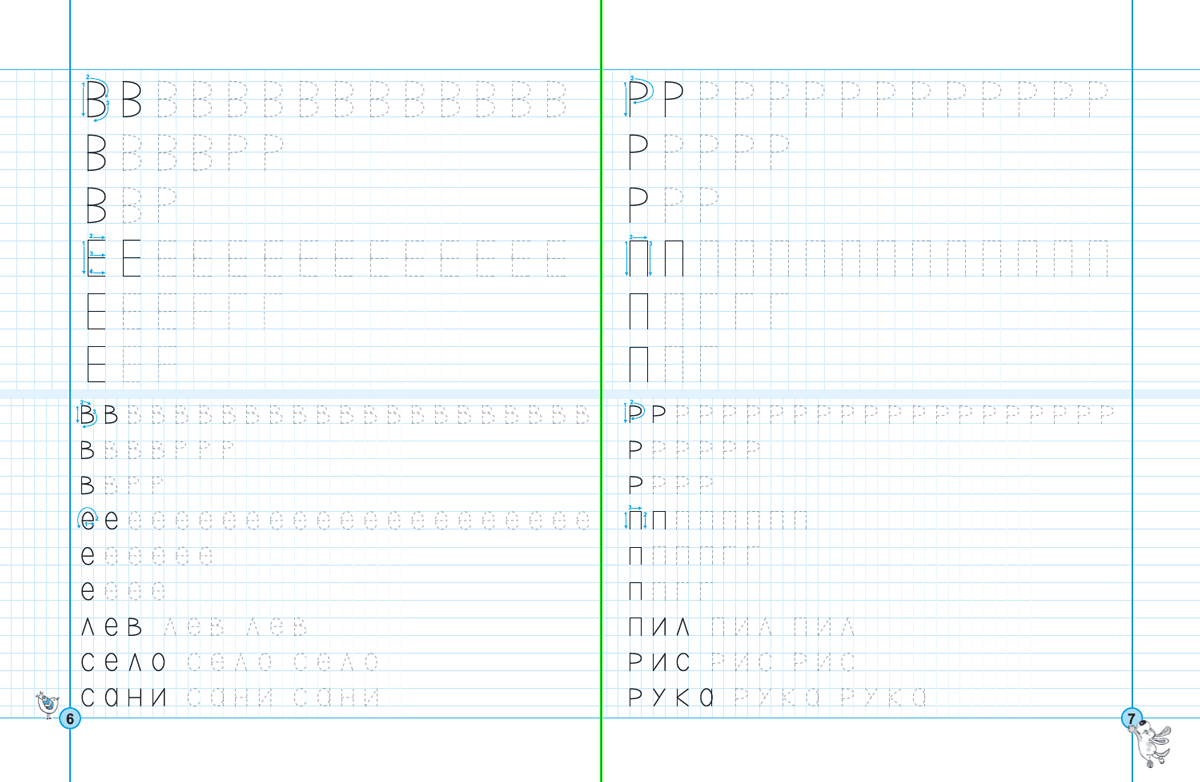 В В В В В В В В В В В В В В
В В В В Р Р
В В Р
Е Е Е Е Е Е Е Е Е Е Е Е Е Е
Е Е Е Г Г
Е Е
в в в в в в в в в в в в в в в в в в в в в в
в в в в р р р
в в р р
е е е е е е е е е е е е е е е е е е е е е е
е е е е е е
е е е е
лев лев лев
село село село
сани сани сани
6
Р Р Р Р Р Р Р Р Р Р Р Р Р Р
Р Р Р Р Р
Р Р Р
П П П П П П П П П П П П П П
П П Г Г Г
П П Г
р р р р р р р р р р р р р р р р р р р р р
р р р р р р
р р р р
п п п п п п п п
п п п п г г
п п г г
пил пил пил
рис рис рис
рука рука рука
7